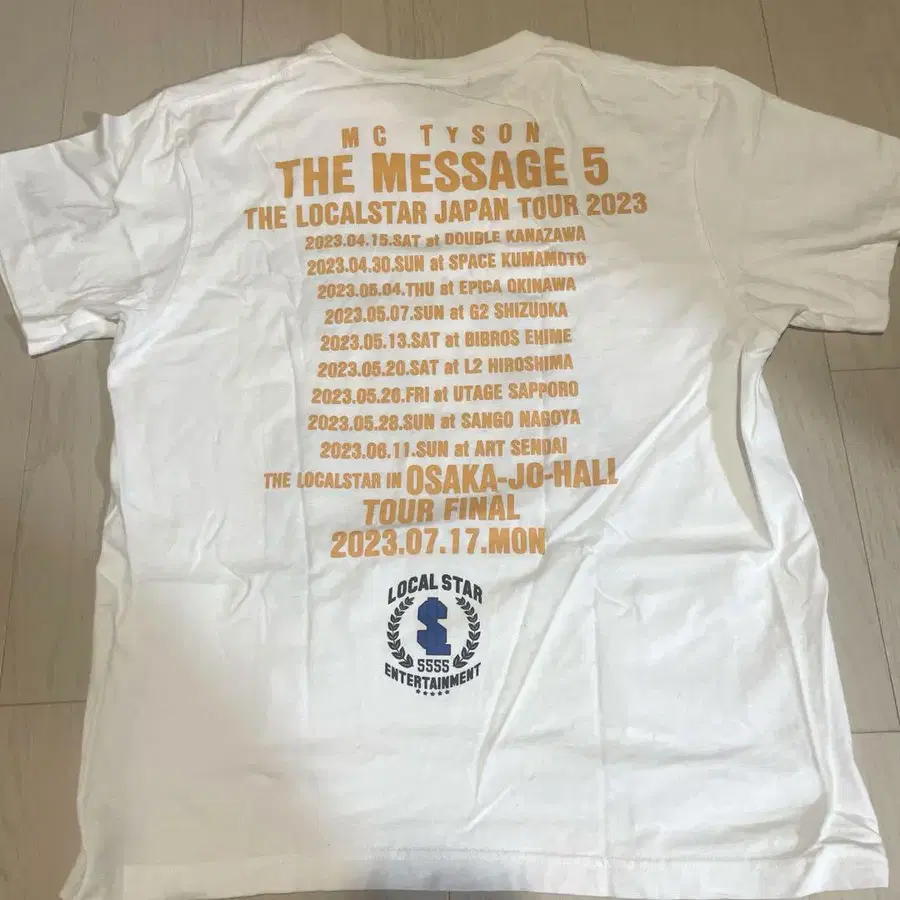 MC TYSON
THE MESSAGE 5
THE LOCALSTAR JAPAN TOUR 2023
2023.04.15.SAT at DOUBLE KANAZAWA
2023.04.30.SUN at SPACE KUMAMOTO
2023.05.04.THU at EPICA OKINAWA
2023.05.07.SUN at G2 SHIZUOKA
2023.05.13.SAT at BIBROS EHIME
2023.05.20.SAT at L2 HIROSHIMA
2023.05.26.FRI at UTAGE SAPPORO
2023.05.28.SUN at SANGO NAGOYA
2023.06.11.SUN at ART SENDAI
THE LOCALSTAR IN OSAKA-JO-HALL
TOUR FINAL
2023.07.17.MON
LOCAL STAR
5555
ENTERTAINMENT